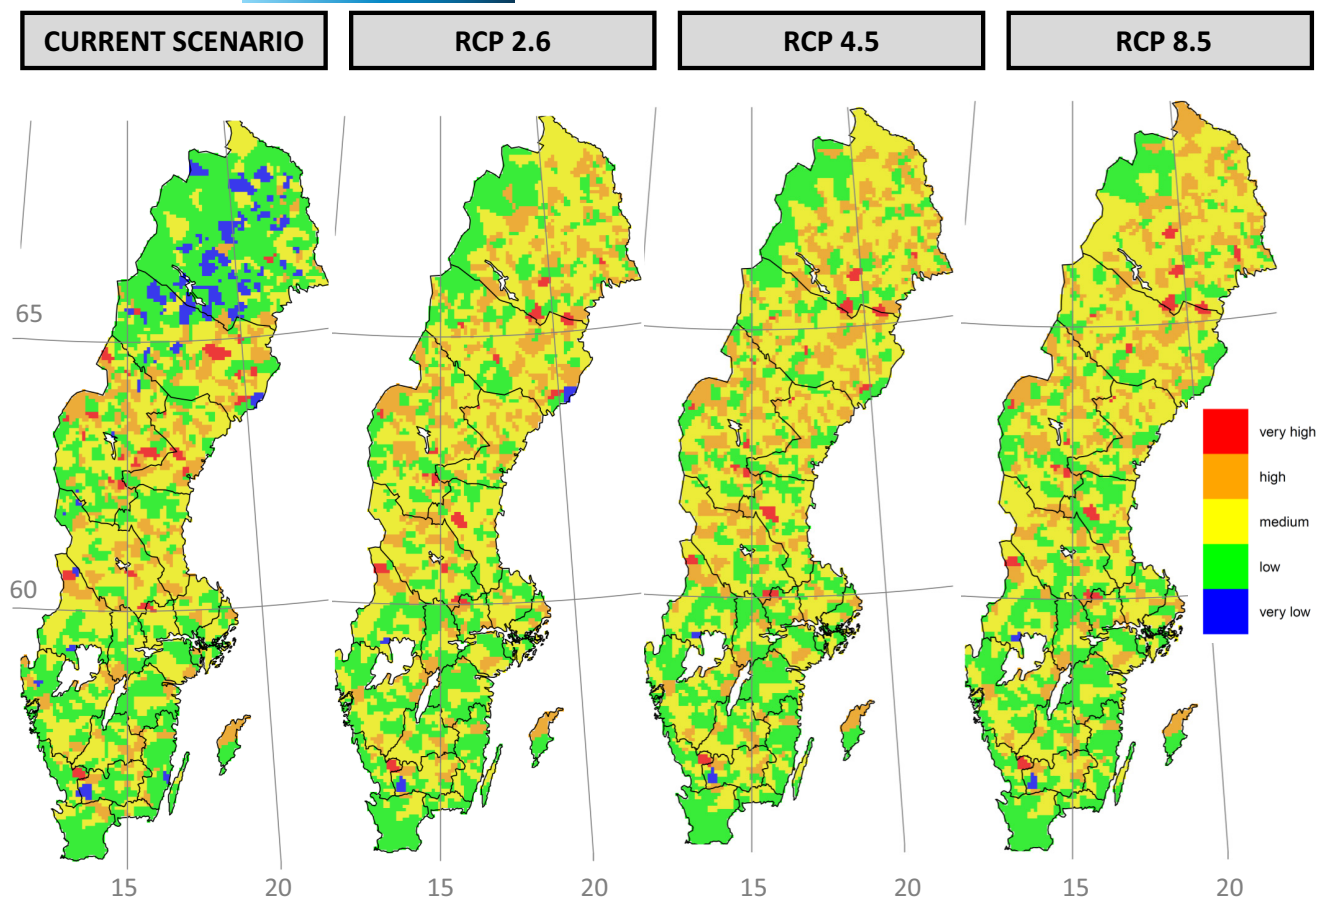 CURRENT SCENARIO RCP 2.6 RCP 4.5 RCP 8.5
65
very high
high
medium
low
60
very low
15 20 15 20 15 20 15 20